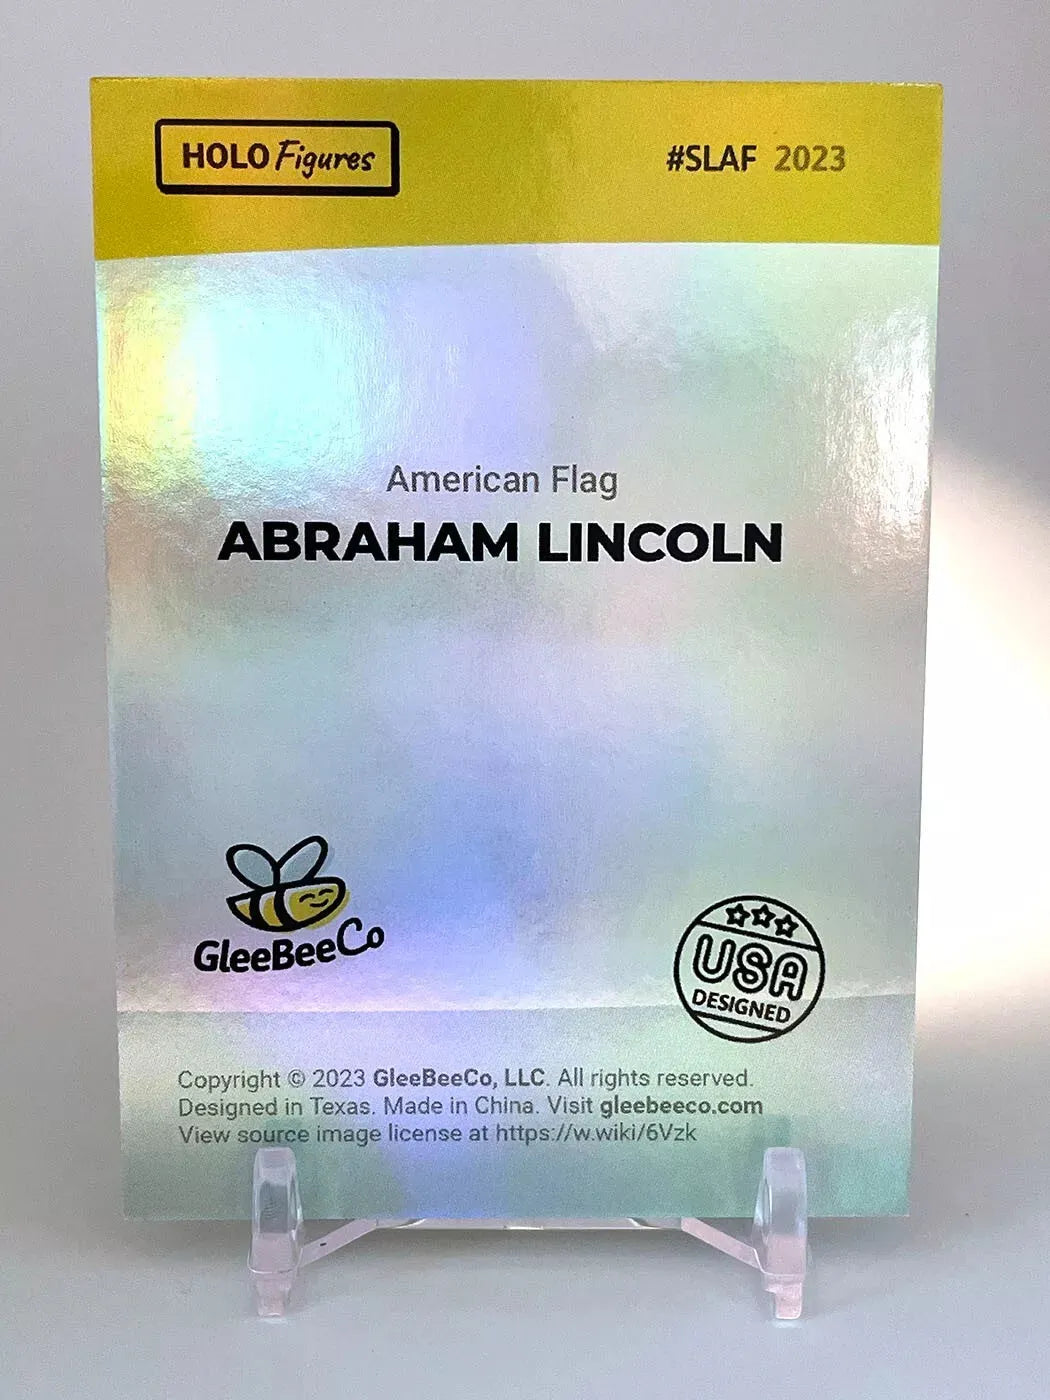 HOLO Figures
#SLAF 2023
American Flag
ABRAHAM LINCOLN
GleeBeeCo
USA
DESIGNED
Copyright © 2023 GleeBeeCo, LLC. All rights reserved.
Designed in Texas. Made in China. Visit gleebeeco.com
View source image license at https://w.wiki/6Vzk